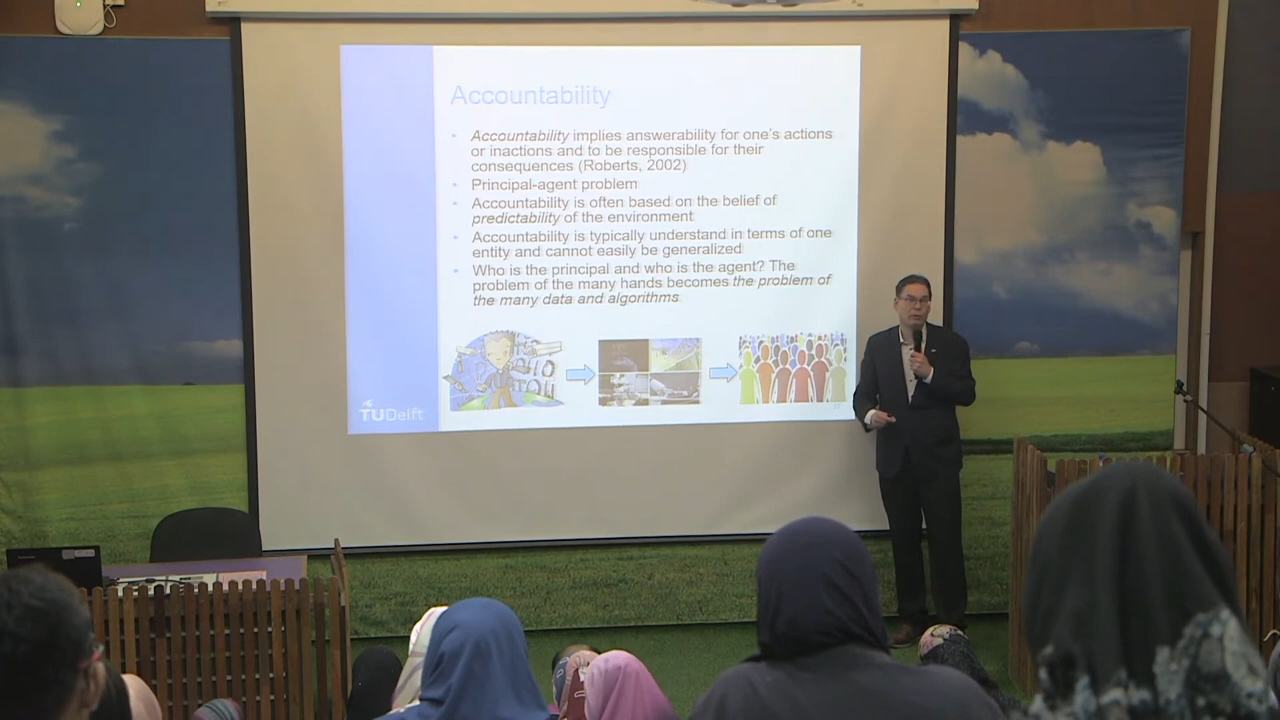 Accountability
• Accountability implies answerability for one's actions
or inactions and to be responsible for their
consequences (Roberts, 2002)
• Principal-agent problem
• Accountability is often based on the belief of
predictability of the environment
• Accountability is typically understand in terms of one
entity and cannot easily be generalized
• Who is the principal and who is the agent? The
problem of the many hands becomes the problem of
the many data and algorithms
TUDelft